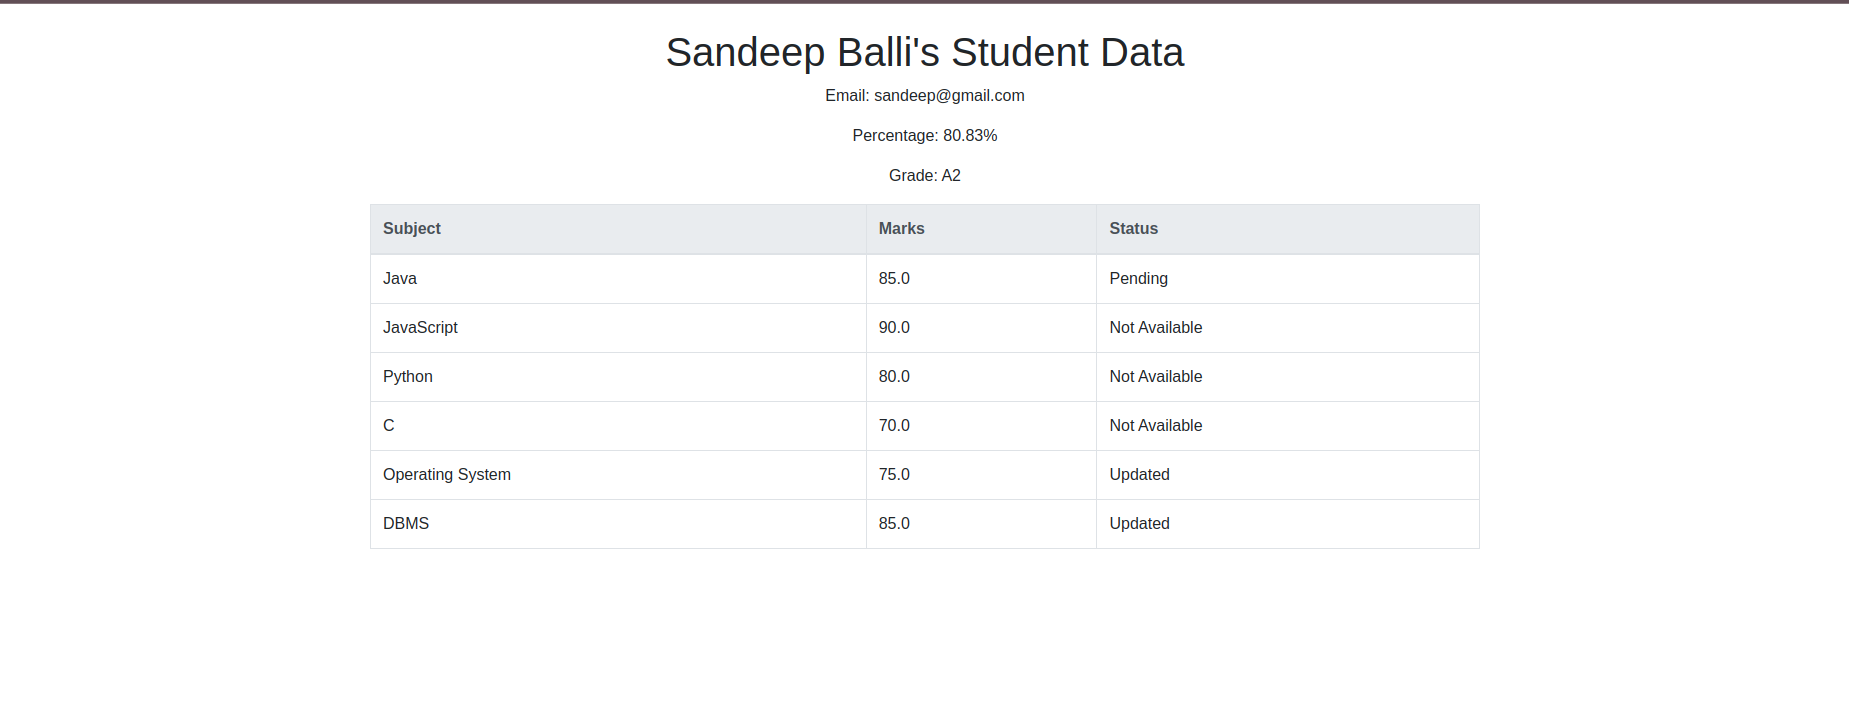 Sandeep Balli's Student Data
Email: sandeep@gmail.com
Percentage: 80.83%
Grade: A2
Subject Marks Status
Java 85.0 Pending
JavaScript 90.0 Not Available
Python 80.0 Not Available
C 70.0 Not Available
Operating System 75.0 Updated
DBMS 85.0 Updated